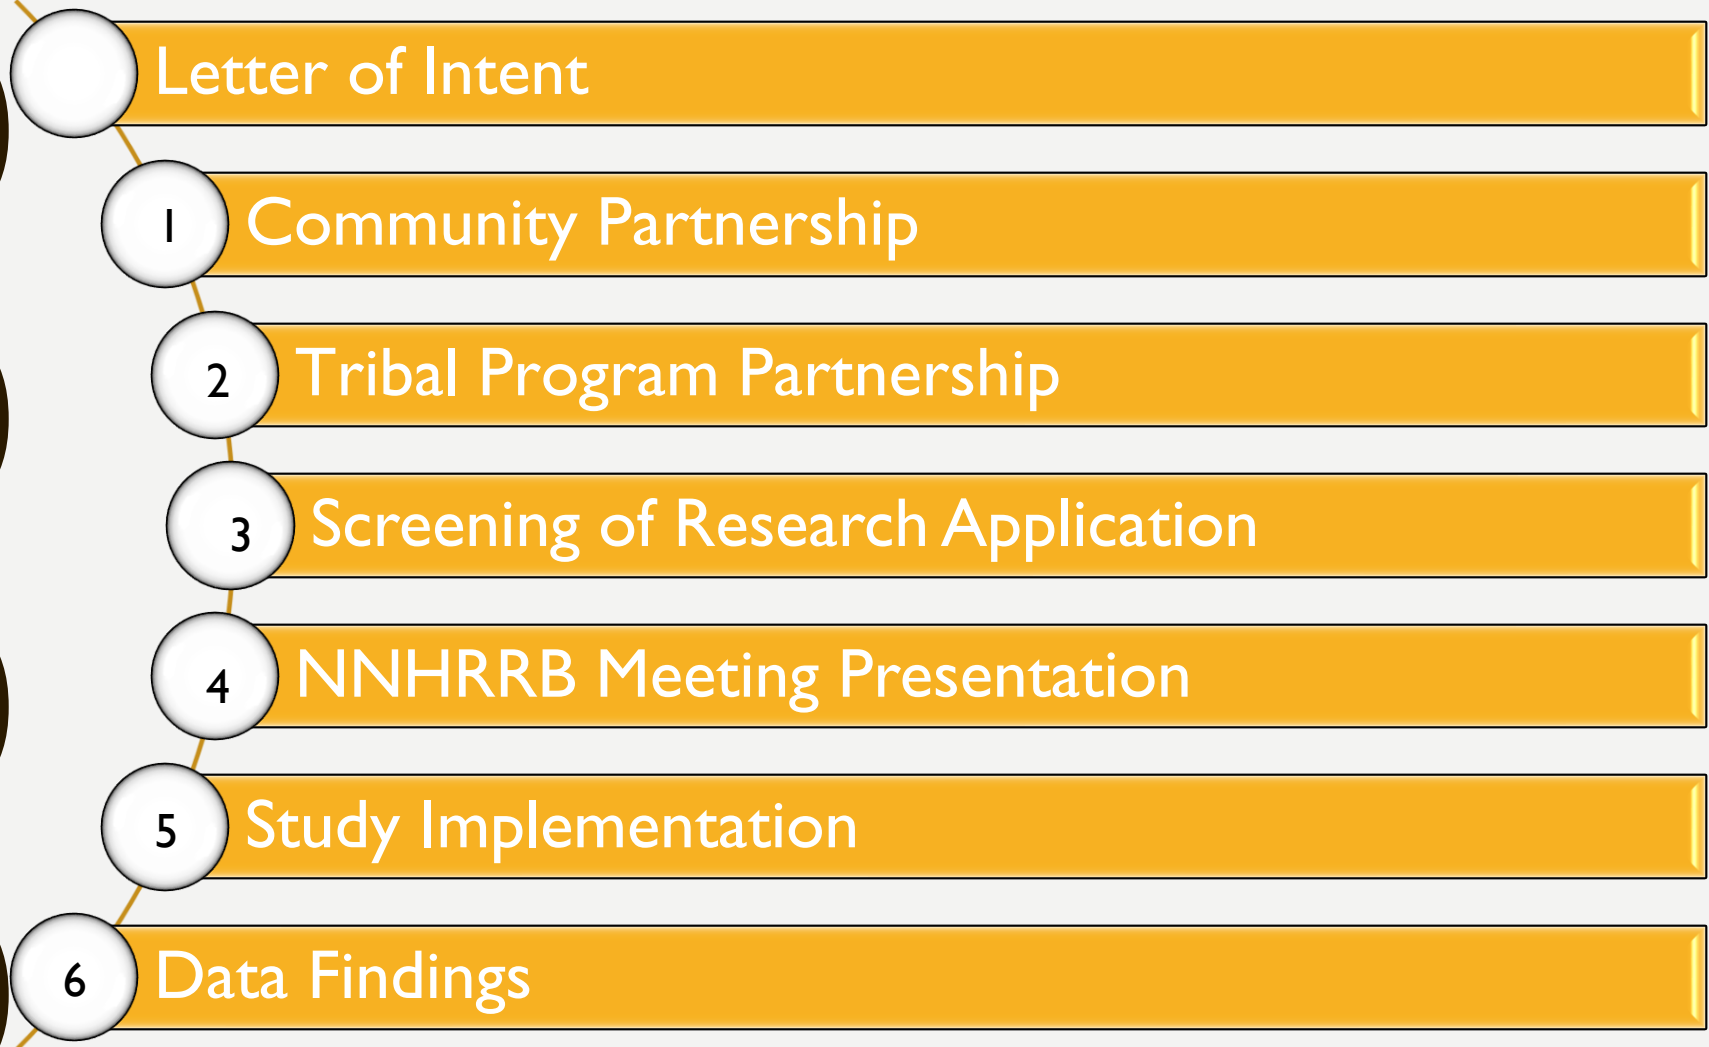 Letter of Intent
1 Community Partnership
2 Tribal Program Partnership
3 Screening of Research Application
4 NNHRRB Meeting Presentation
5 Study Implementation
6 Data Findings